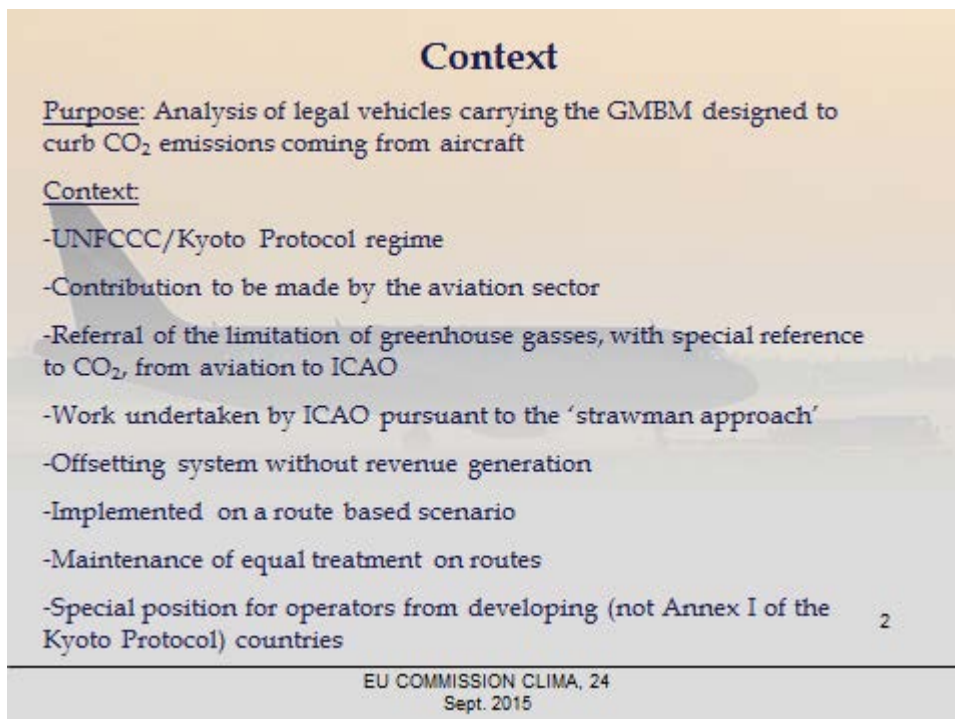 Context
Purpose: Analysis of legal vehicles carrying the GMBM designed to
curb CO₂ emissions coming from aircraft
Context:
-UNFCCC/Kyoto Protocol regime
-Contribution to be made by the aviation sector
-Referral of the limitation of greenhouse gasses, with special reference
to CO₂, from aviation to ICAO
-Work undertaken by ICAO pursuant to the ‘strawman approach’
-Offsetting system without revenue generation
-Implemented on a route based scenario
-Maintenance of equal treatment on routes
-Special position for operators from developing (not Annex I of the
Kyoto Protocol) countries
2
EU COMMISSION CLIMA, 24
Sept. 2015